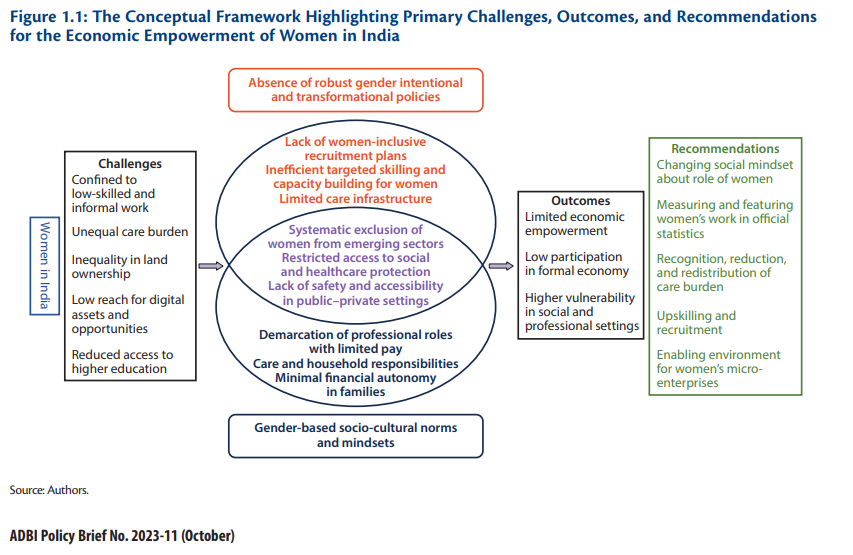 Figure 1.1: The Conceptual Framework Highlighting Primary Challenges, Outcomes, and Recommendations
for the Economic Empowerment of Women in India
Women in India
Challenges
Confined to
low-skilled and
informal work
Unequal care burden
Inequality in land
ownership
Low reach for digital
assets and
opportunities
Reduced access to
higher education
Absence of robust gender intentional
and transformational policies
Lack of women-inclusive
recruitment plans
Inefficient targeted skilling and
capacity building for women
Limited care infrastructure
Systematic exclusion of
women from emerging sectors
Restricted access to social
and healthcare protection
Lack of safety and accessibility
in public–private settings
Demarcation of professional roles
with limited pay
Care and household responsibilities
Minimal financial autonomy
in families
Gender-based socio-cultural norms
and mindsets
Outcomes
Limited economic
empowerment
Low participation
in formal economy
Higher vulnerability
in social and
professional settings
Recommendations
Changing social mindset
about role of women
Measuring and featuring
women's work in official
statistics
Recognition, reduction,
and redistribution of
care burden
Upskilling and
recruitment
Enabling environment
for women's micro-
enterprises
Source: Authors.
ADBI Policy Brief No. 2023-11 (October)